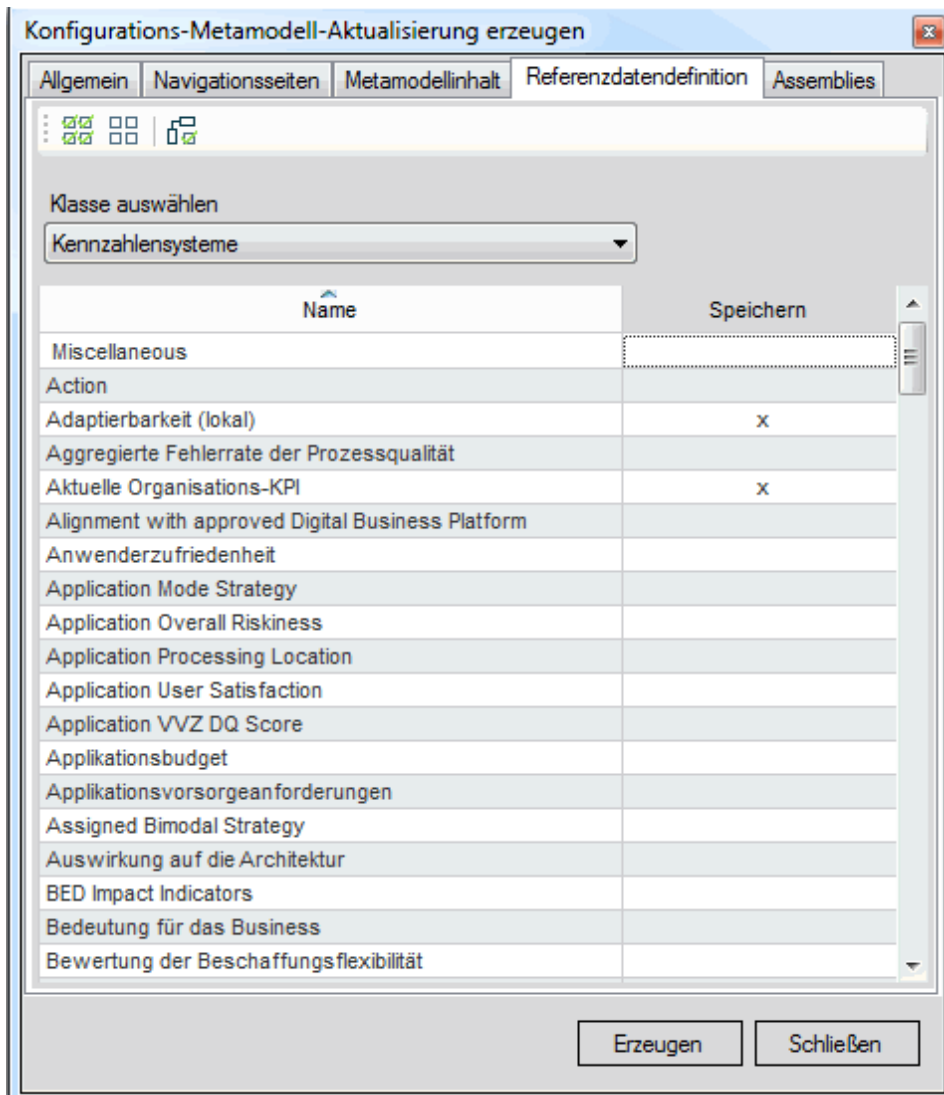 Konfigurations-Metamodell-Aktualisierung erzeugen
Allgemein Navigationsseiten Metamodellinhalt Referenzdatendefinition Assemblies
Klasse auswählen
Kennzahlensysteme
Name Speichern
Miscellaneous
Action
Adaptierbarkeit (lokal) x
Aggregierte Fehlerrate der Prozessqualität
Aktuelle Organisations-KPI x
Alignment with approved Digital Business Platform
Anwenderzufriedenheit
Application Mode Strategy
Application Overall Riskiness
Application Processing Location
Application User Satisfaction
Application VVZ DQ Score
Applikationsbudget
Applikationsvorsorgeanforderungen
Assigned Bimodal Strategy
Auswirkung auf die Architektur
BED Impact Indicators
Bedeutung für das Business
Bewertung der Beschaffungsflexibilität
Erzeugen Schließen